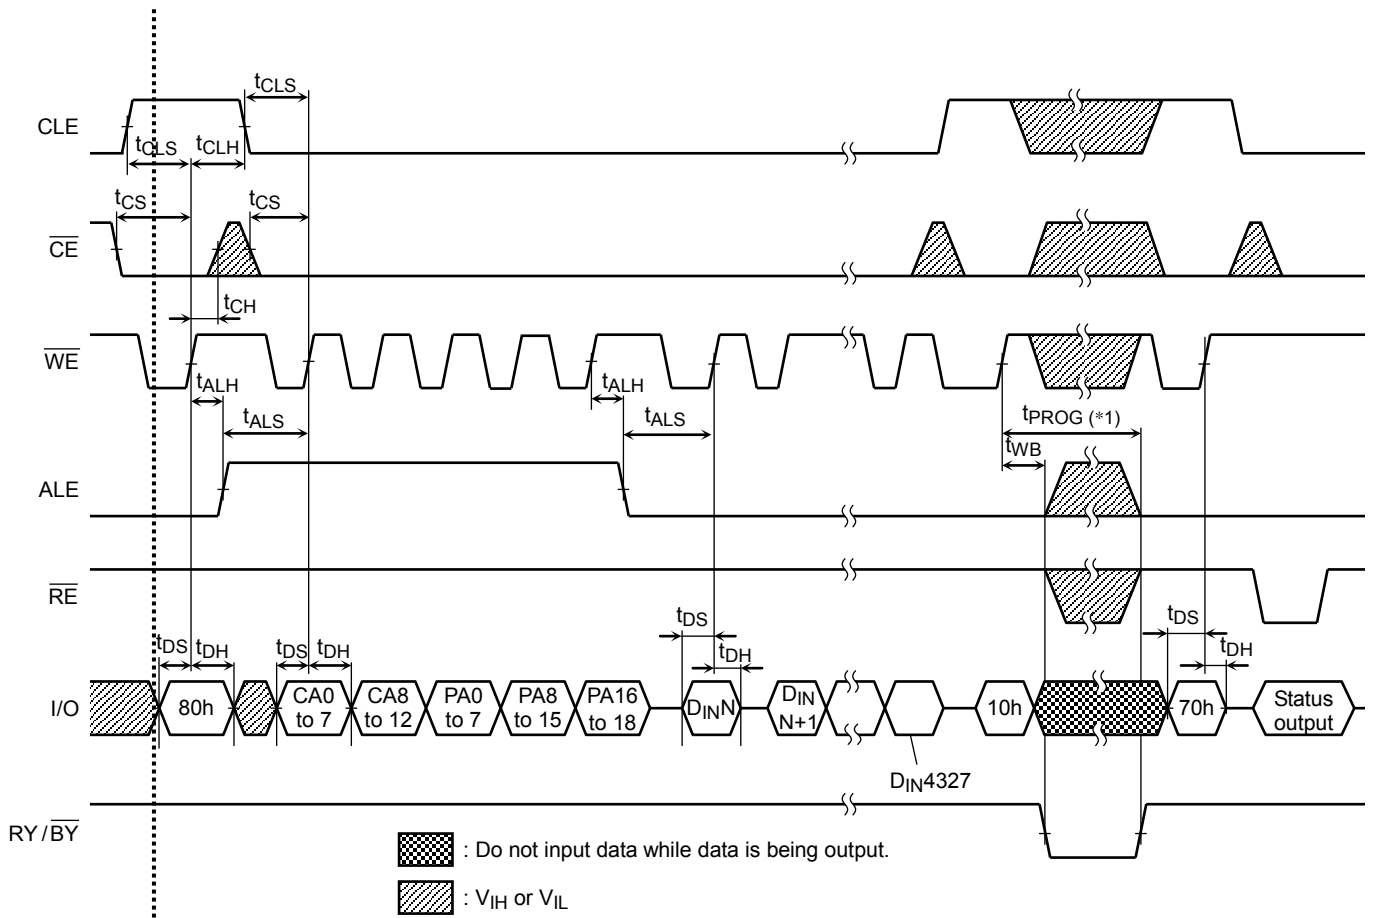 tCLS
CLE
tCLS
tCLH
tCS
tCS
CE
tCH
WE
tALH
tALH
tALS
tALS
tPROG (*1)
tWB
ALE
RE
tDS
tDH
tDS
tDH
tDS
tDH
tDS
tDH
I/O
80h
CA0
to 7
CA8
to 12
PA0
to 7
PA8
to 15
PA16
to 18
DINN
DIN
N+1
10h
70h
Status
output
DIN4327
RY/BY
: Do not input data while data is being output.
: VIH or VIL